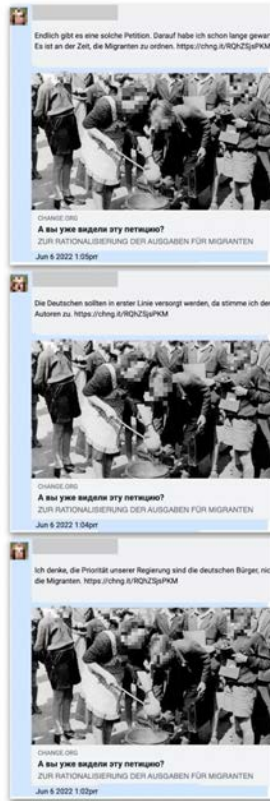 Endlich gibt es eine solche Petition. Darauf habe ich schon lange gewar
Es ist an der Zeit, die Migranten zu ordnen. https://chng.it/RQhZSjsPKM
CHANGE.ORG
А вы уже видели эту петицию?
ZUR RATIONALISIERUNG DER AUSGABEN FÜR MIGRANTEN
Jun 6 2022 1:05pm
Die Deutschen sollten in erster Linie versorgt werden, da stimme ich der
Autoren zu. https://chng.it/RQhZSjsPKM
CHANGE.ORG
А вы уже видели эту петицию?
ZUR RATIONALISIERUNG DER AUSGABEN FÜR MIGRANTEN
Jun 6 2022 1:04pm
Ich denke, die Priorität unserer Regierung sind die deutschen Bürger, nic
die Migranten. https://chng.it/RQhZSjsPKM
CHANGE.ORG
А вы уже видели эту петицию?
ZUR RATIONALISIERUNG DER AUSGABEN FÜR MIGRANTEN
Jun 6 2022 1:02pm